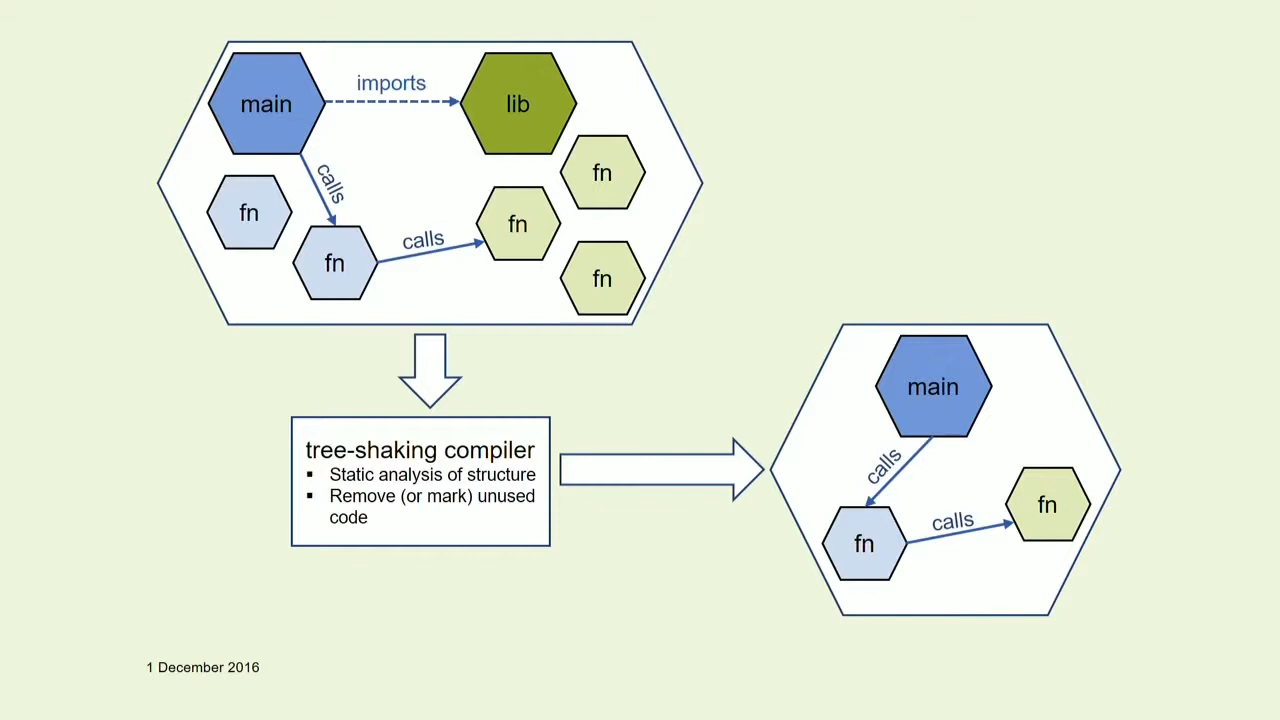 main
imports
lib
calls
fn
fn
fn
calls
fn
fn
tree-shaking compiler
▪ Static analysis of structure
▪ Remove (or mark) unused
code
main
calls
fn
calls
fn
1 December 2016